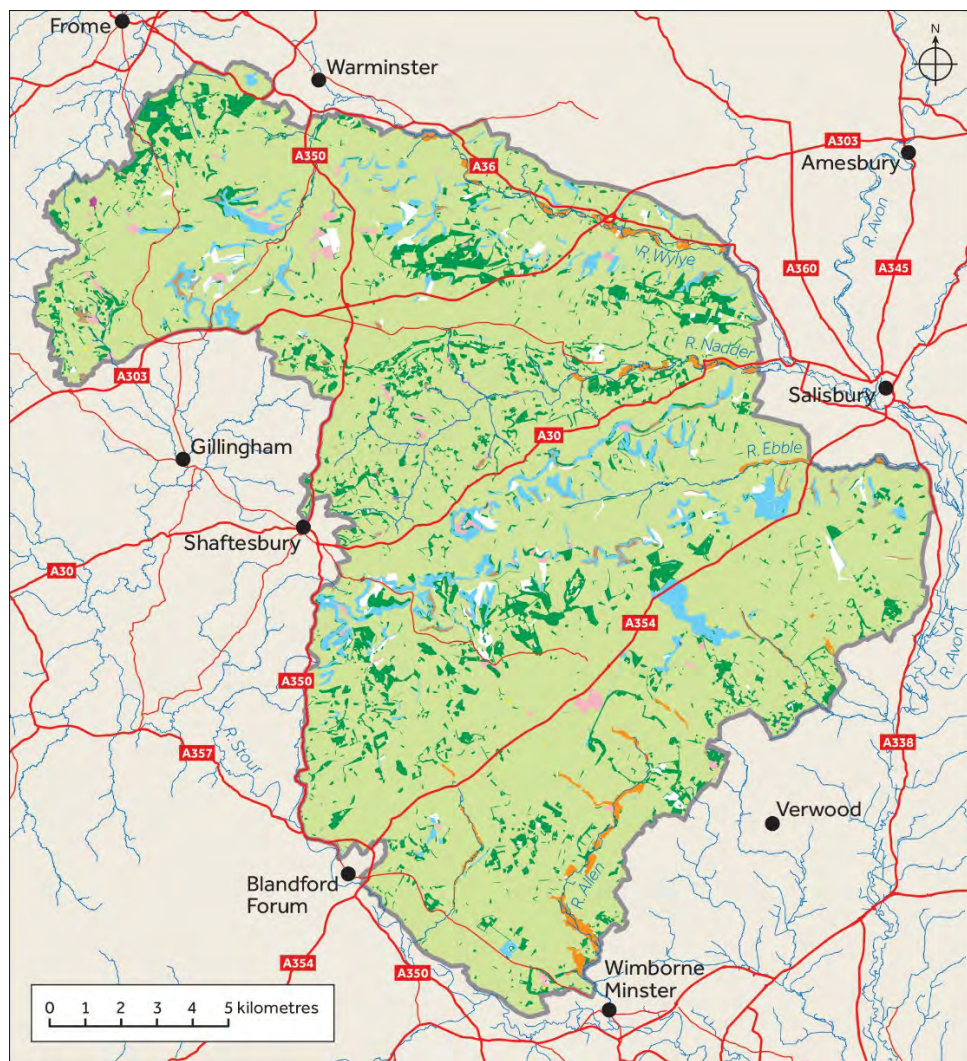 Frome
Warminster
N
A350
A36
A303
Amesbury
R. Avon
R. Wylye
A360
A345
R. Nadder
A303
Salisbury
Gillingham
A30
R. Ebble
Shaftesbury
A30
A354
R. Avon
A350
A357
R. Stour
A338
Verwood
Blandford
Forum
R. Allen
A354
A350
Wimborne
Minster
0 1 2 3 4 5 kilometres